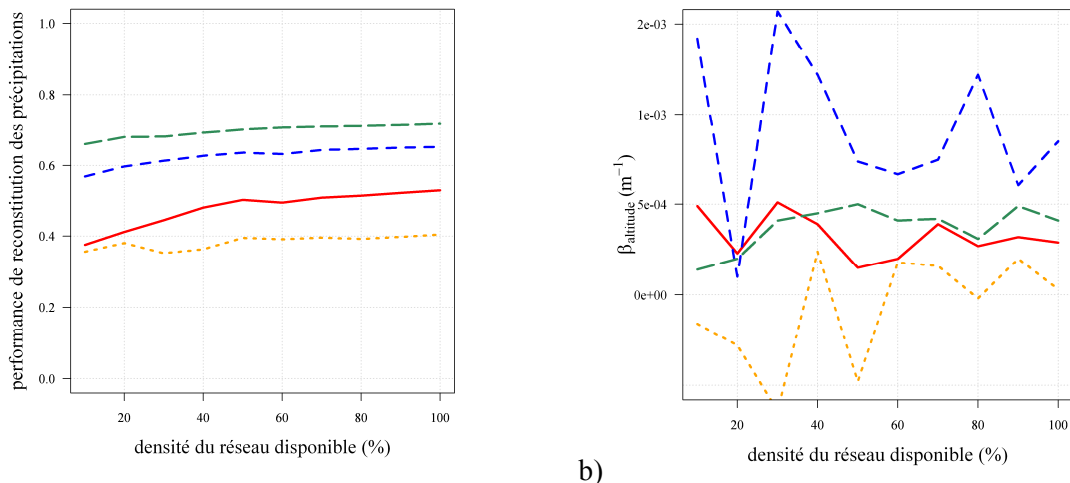 performance de reconstitution des précipitations
1.0
0.8
0.6
0.4
0.2
0.0
20 40 60 80 100
densité du réseau disponible (%)
b)
βaltitude (m⁻¹)
2e-03
1e-03
5e-04
0e+00
20 40 60 80 100
densité du réseau disponible (%)